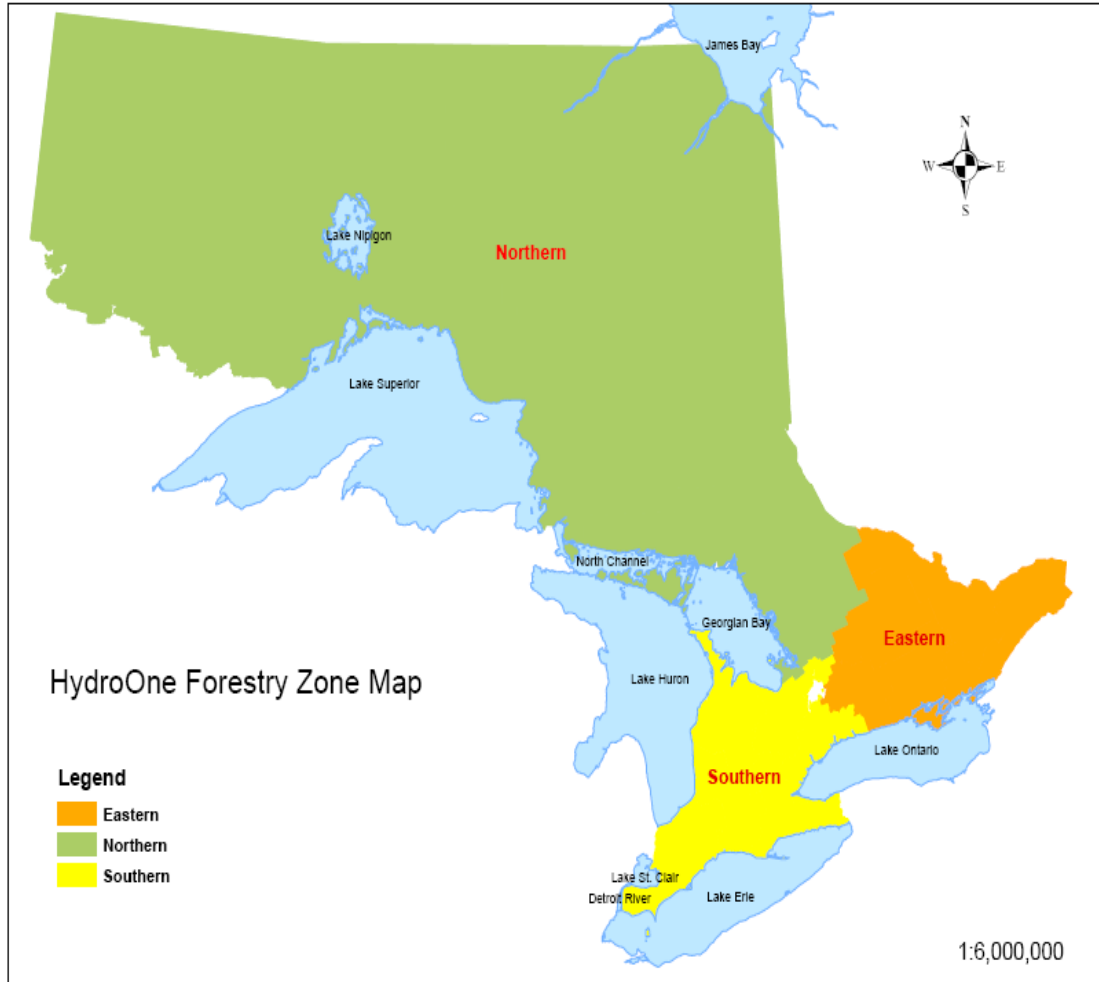 James Bay
N
W
E
S
Lake Nipigon
Northern
Lake Superior
North Channel
Georgian Bay
Eastern
HydroOne Forestry Zone Map
Lake Huron
Lake Ontario
Legend
Southern
Eastern
Northern
Southern
Lake St. Clair
Detroit River
Lake Erie
1:6,000,000